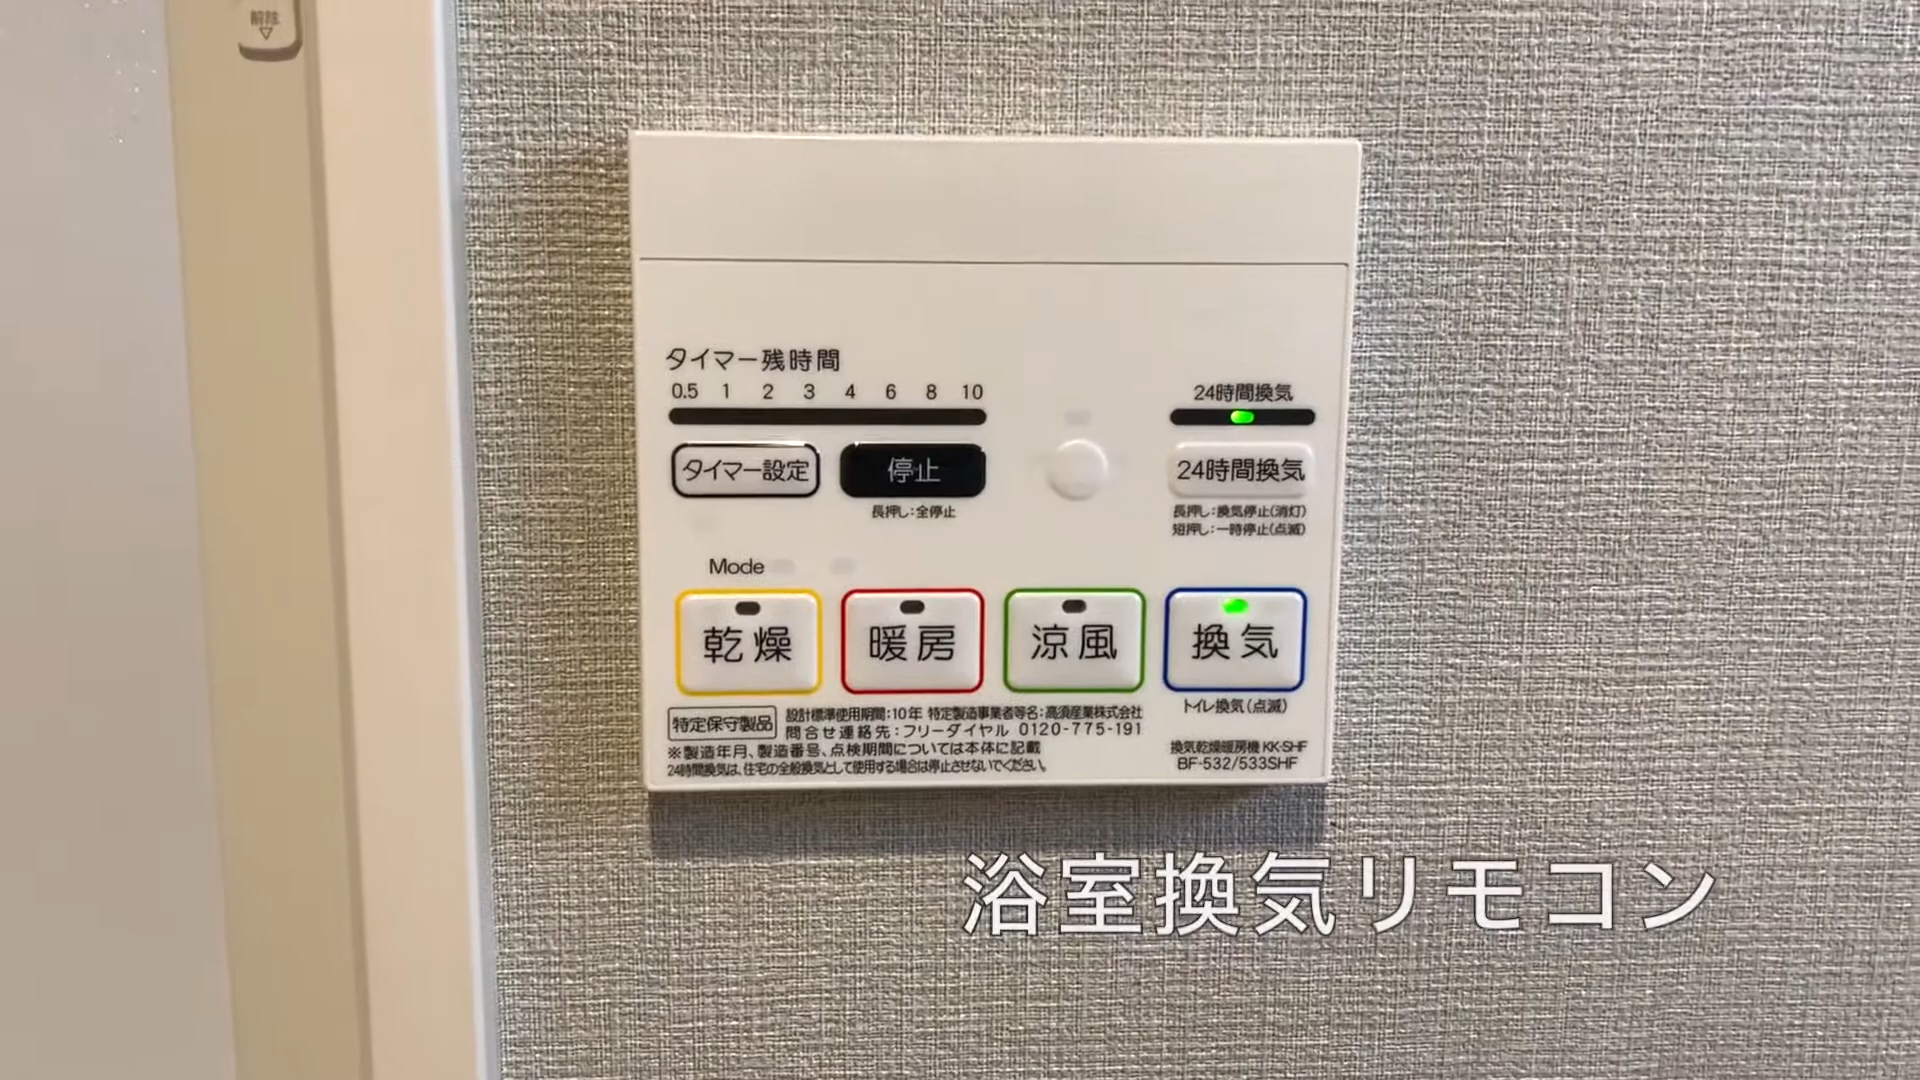 解除
タイマー残時間
0.5 1 2 3 4 6 8 10
24時間換気
タイマー設定
停止
24時間換気
長押し:全停止
長押し:換気停止(消灯)
短押し:一時停止(点滅)
Mode
乾燥
暖房
涼風
換気
トイレ換気(点滅)
特定保守製品
設計標準使用期間:10年 特定製造事業者等名:高須産業株式会社
問合せ連絡先:フリーダイヤル 0120-775-191
※製造年月、製造番号、点検期間については本体に記載
24時間換気は、住宅の全般換気として使用する場合は停止させないでください。
換気乾燥暖房機 KK-SHF
BF-532/533SHF
浴室換気リモコン